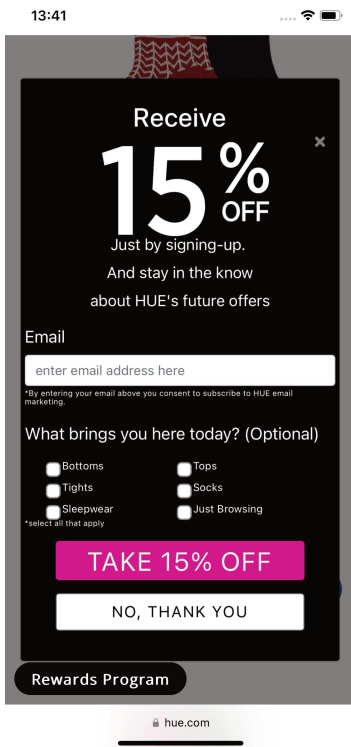 13:41
Receive
15%
OFF
Just by signing-up.
And stay in the know
about HUE's future offers
Email
enter email address here
*By entering your email above you consent to subscribe to HUE email
marketing.
What brings you here today? (Optional)
Bottoms
Tops
Tights
Socks
Sleepwear
Just Browsing
*select all that apply
TAKE 15% OFF
NO, THANK YOU
Rewards Program
hue.com